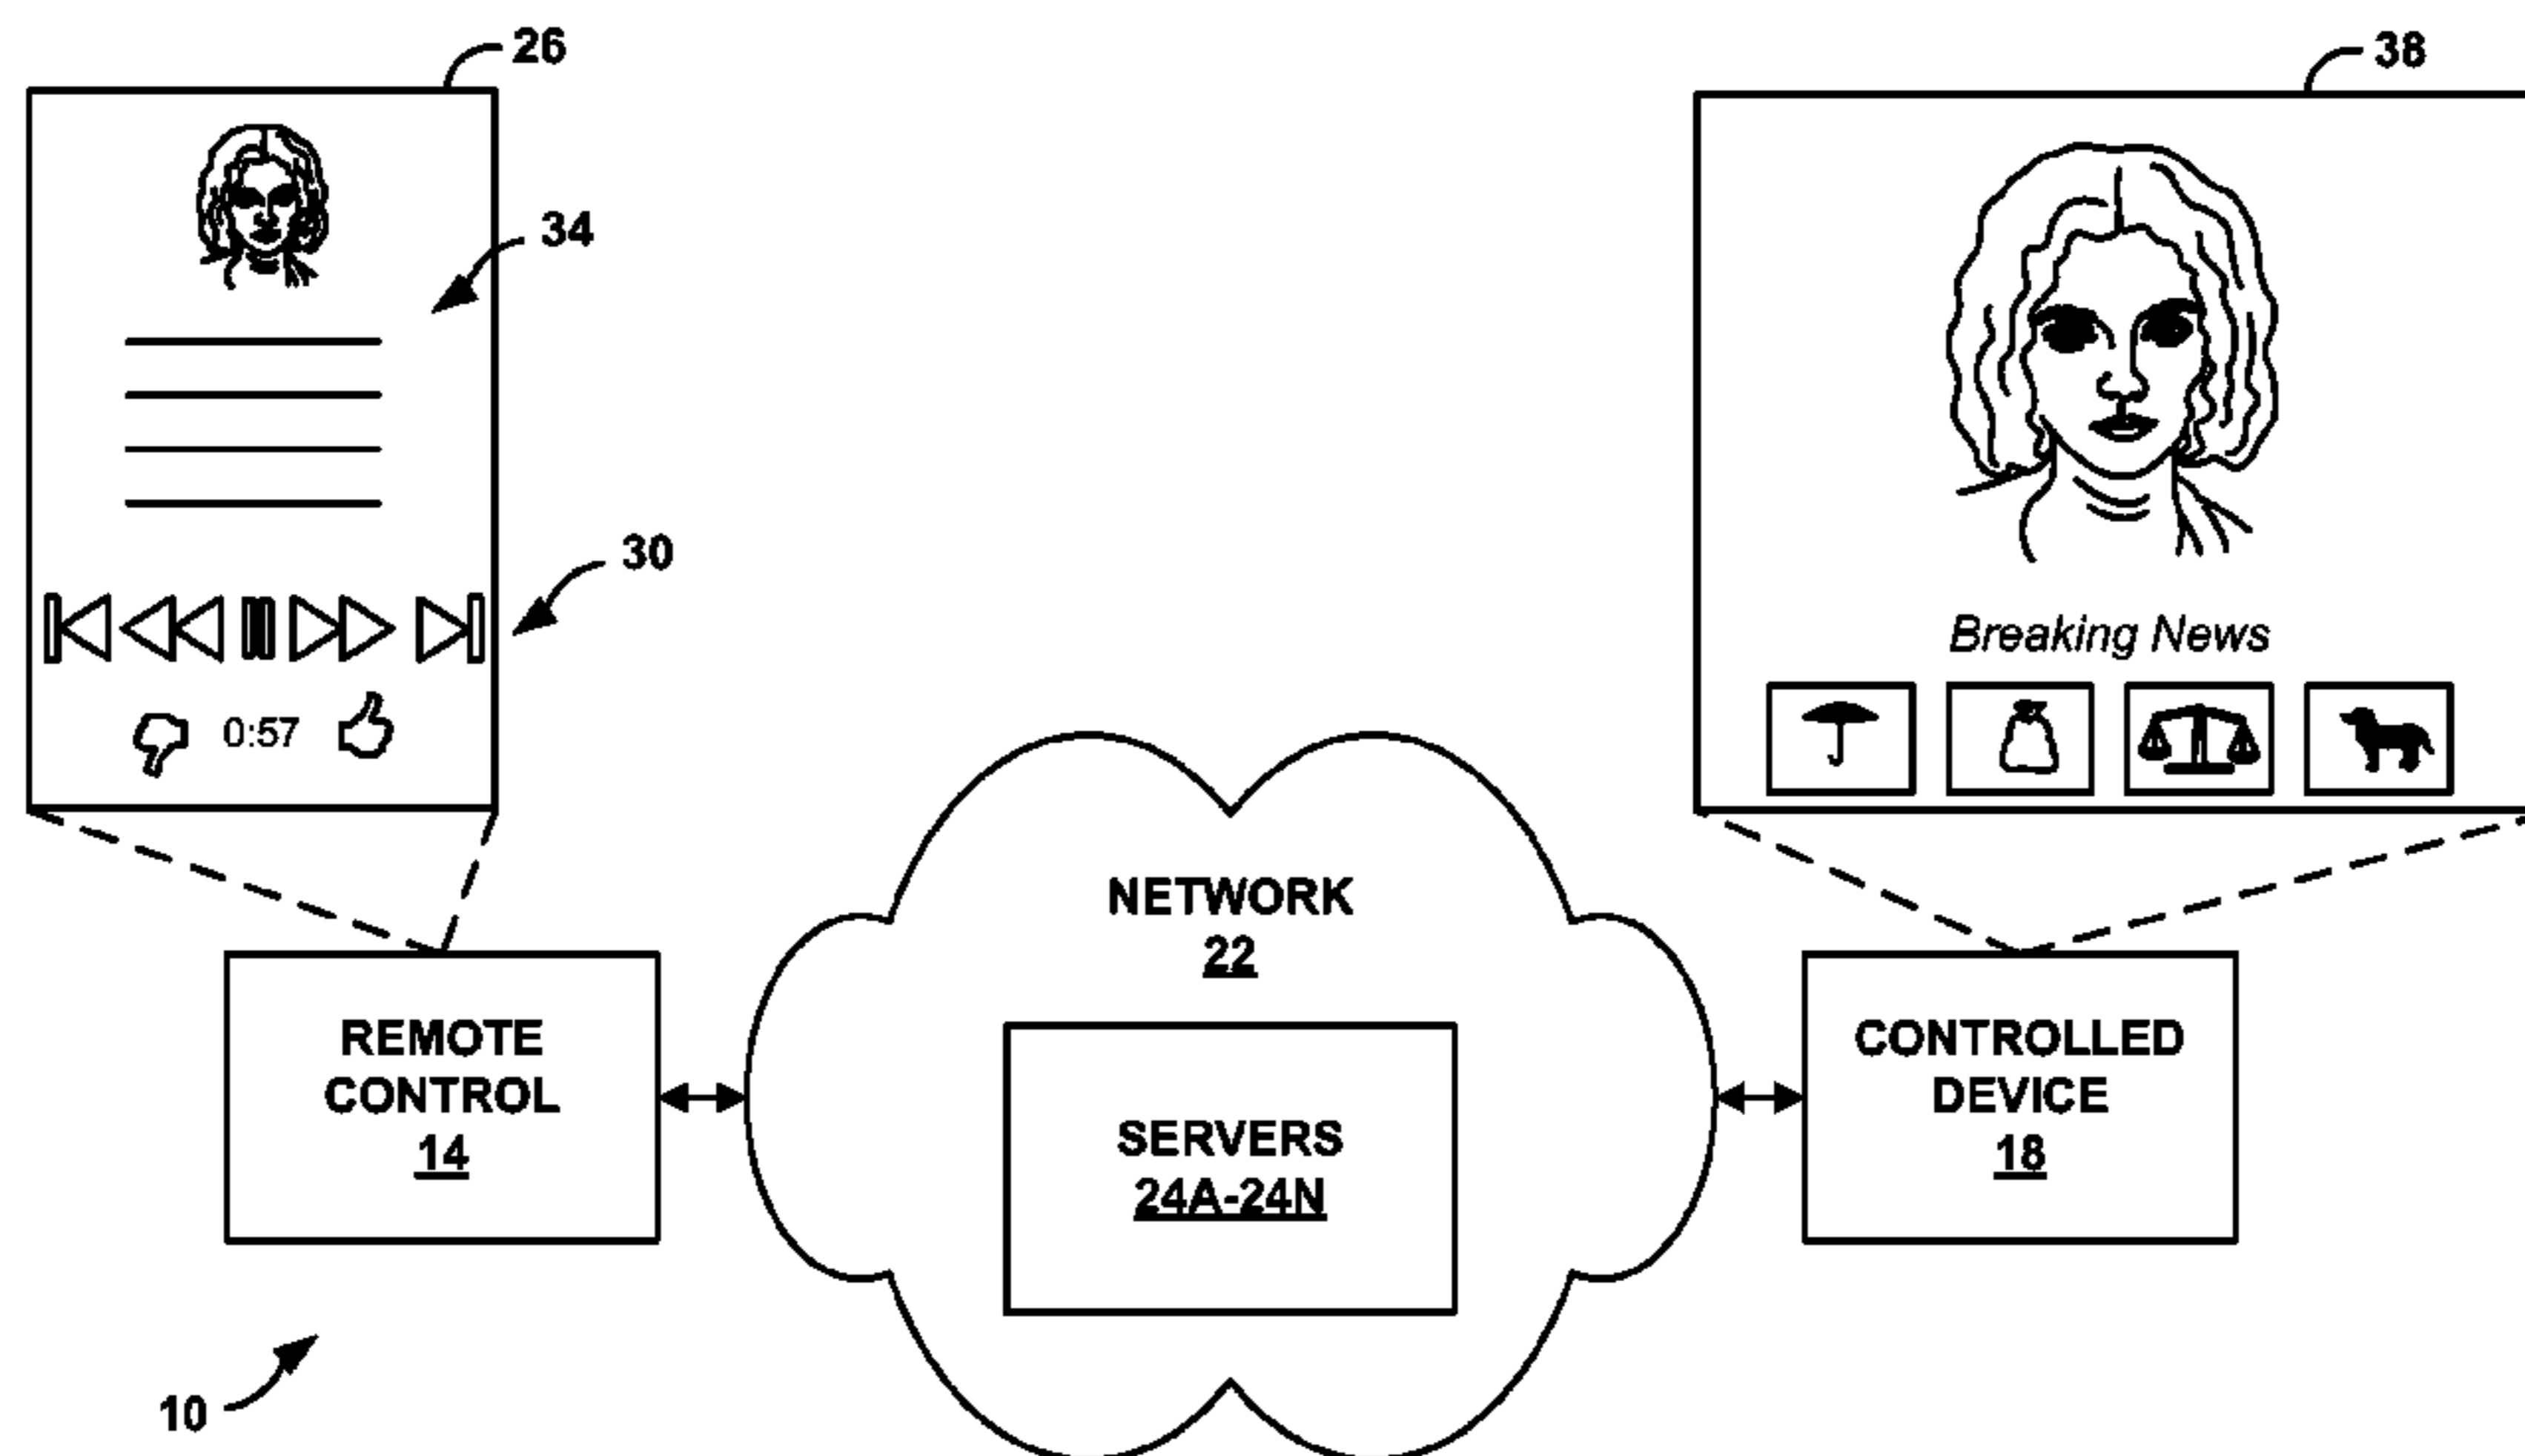 26
34
30
0:57
38
Breaking News
NETWORK
22
SERVERS
24A-24N
REMOTE
CONTROL
14
CONTROLLED
DEVICE
18
10